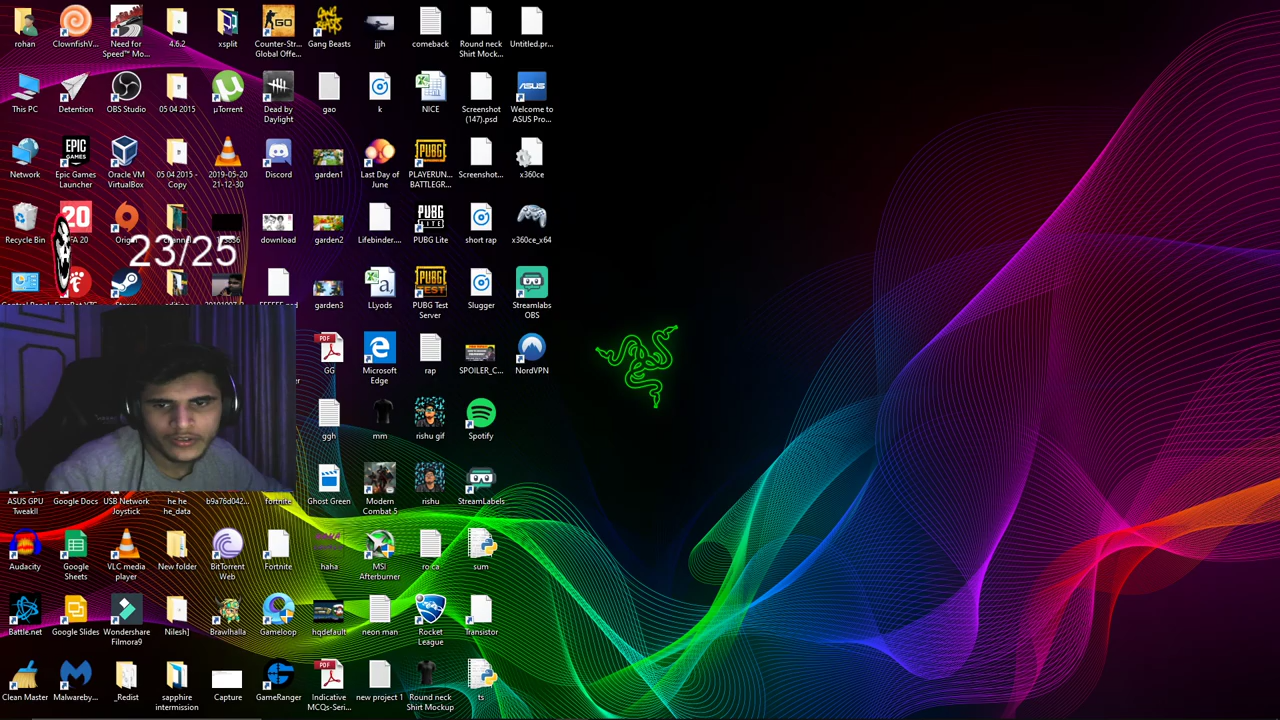 rohan
ClownfishV...
Need for
Speed™ Mo...
4.6.2
xsplit
Counter-Str...
Global Offe...
Gang Beasts
jjjh
comeback
Round neck
Shirt Mock...
Untitled.pr...
This PC
Detention
OBS Studio
05 04 2015
µTorrent
Dead by
Daylight
gao
k
NICE
Screenshot
(147).psd
Welcome to
ASUS Pro...
Network
Epic Games
Launcher
Oracle VM
VirtualBox
05 04 2015 -
Copy
2019-05-20
21-12-30
Discord
garden1
Last Day of
June
PLAYERUN...
BATTLEGR...
Screenshot...
x360ce
Recycle Bin
FA 20
Origin
download
garden2
Lifebinder....
PUBG Lite
short rap
x360ce_x64
23/25
garden3
LLyods
PUBG Test
Server
Slugger
Streamlabs
OBS
GG
Microsoft
Edge
rap
SPOILER_C...
NordVPN
ggh
mm
rishu gif
Spotify
ASUS GPU
TweakII
Google Docs
USB Network
Joystick
he he
he_data
b9a76d042...
fortnite
Ghost Green
Modern
Combat 5
rishu
StreamLabels
Audacity
Google
Sheets
VLC media
player
New folder
BitTorrent
Web
Fortnite
haha
MSI
Afterburner
ro ca
sum
Battle.net
Google Slides
Wondershare
Filmora9
Nilesh]
Brawlhalla
Gameloop
hqdefault
neon man
Rocket
League
Transistor
Clean Master
Malwareby...
_Redist
sapphire
intermission
Capture
GameRanger
Indicative
MCQs-Seri...
new project 1
Round neck
Shirt Mockup
ts